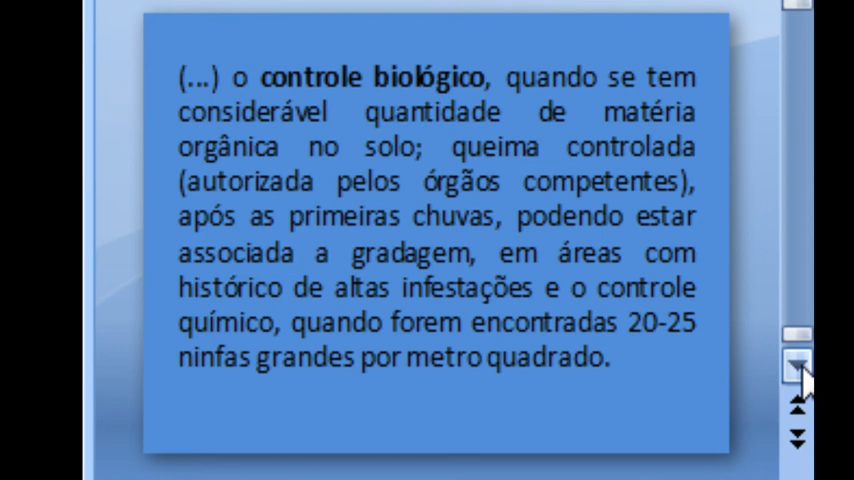 (...) o controle biológico, quando se tem
considerável quantidade de matéria
orgânica no solo; queima controlada
(autorizada pelos órgãos competentes),
após as primeiras chuvas, podendo estar
associada a gradagem, em áreas com
histórico de altas infestações e o controle
químico, quando forem encontradas 20-25
ninfas grandes por metro quadrado.